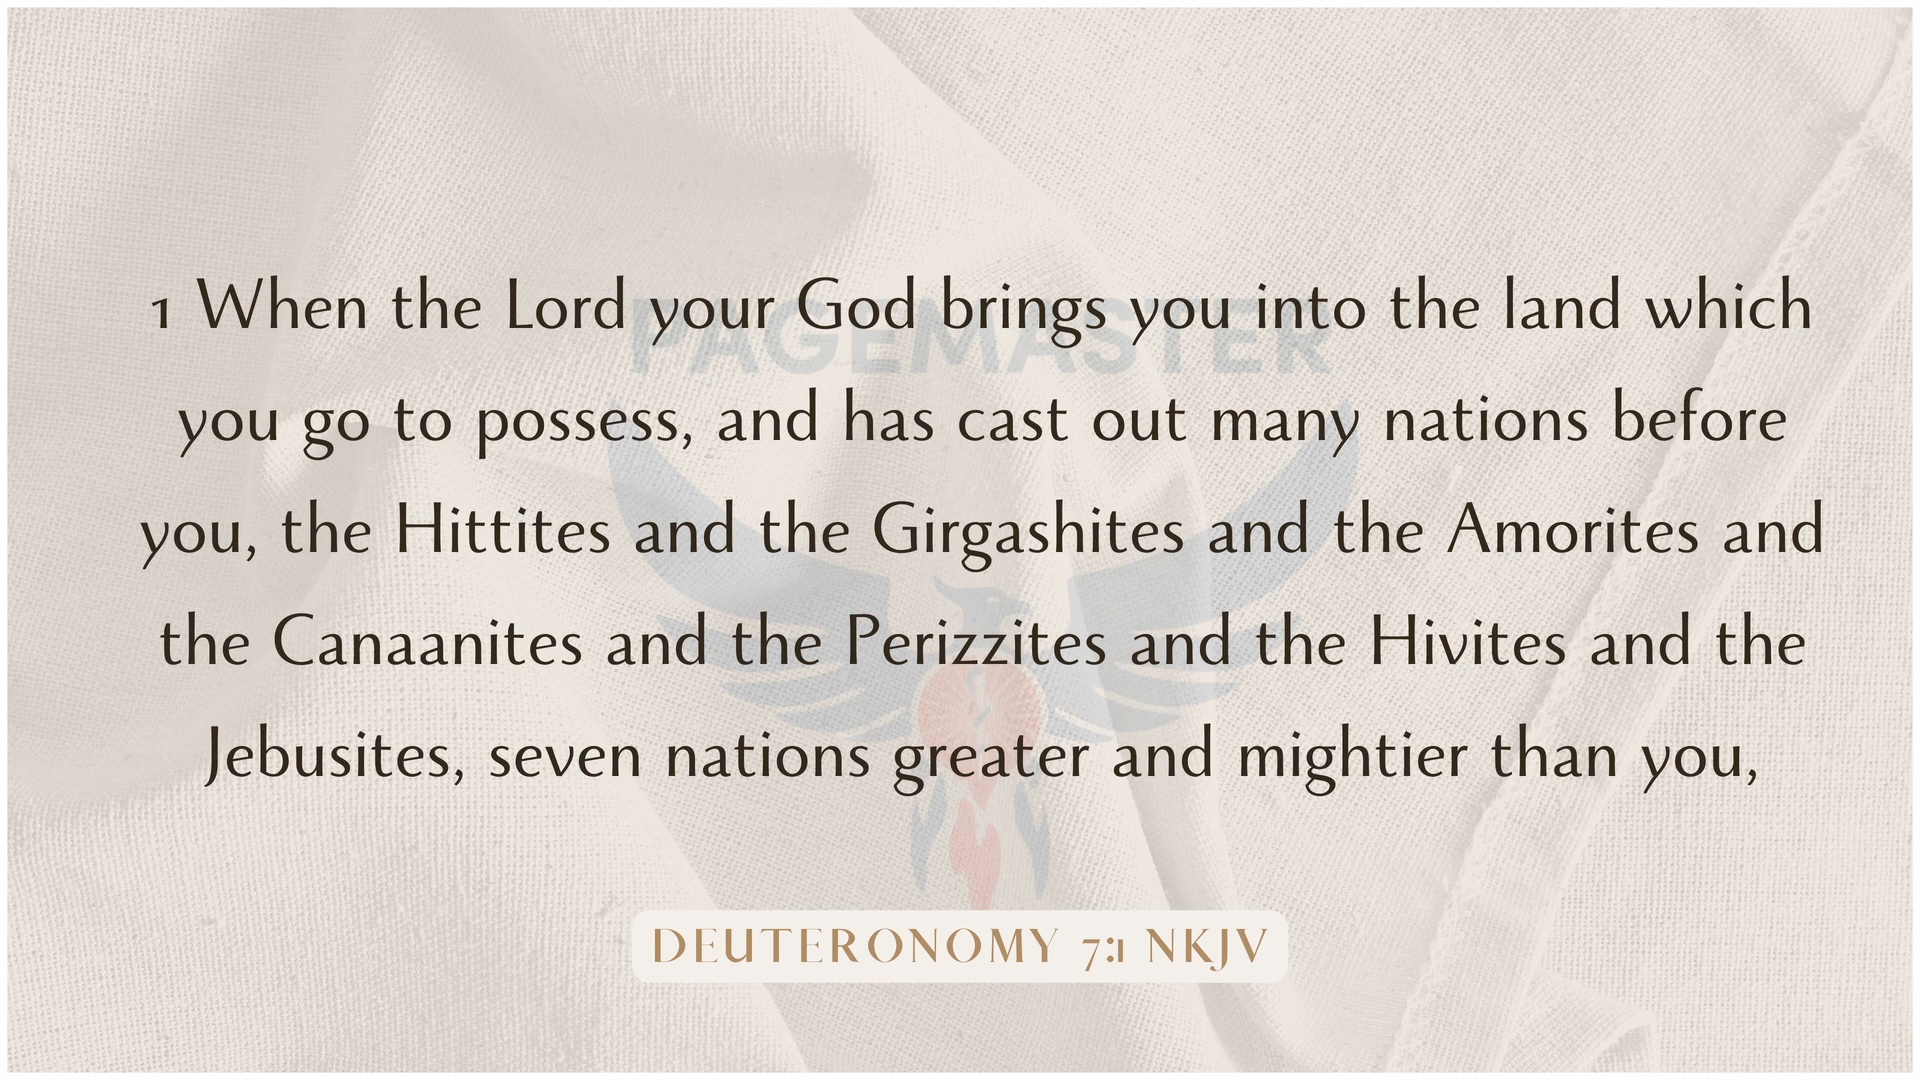 1 When the Lord your God brings you into the land which
PAGEMASTER
you go to possess, and has cast out many nations before
you, the Hittites and the Girgashites and the Amorites and
the Canaanites and the Perizzites and the Hivites and the
Jebusites, seven nations greater and mightier than you,
DEUTERONOMY 7:1 NKJV